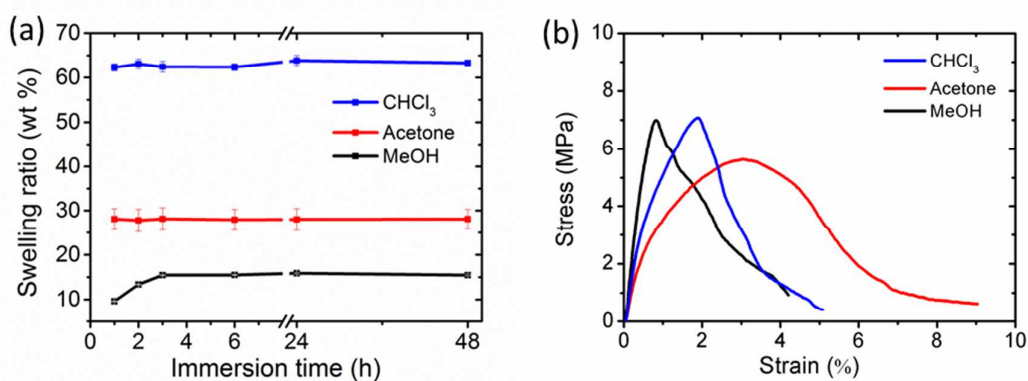 (a)
Swelling ratio (wt %)
70
60
50
40
30
20
10
CHCl₃
Acetone
MeOH
0 2 4 6 8 24 48
Immersion time (h)
(b)
Stress (MPa)
10
8
6
4
2
0
CHCl₃
Acetone
MeOH
0 2 4 6 8 10
Strain (%)